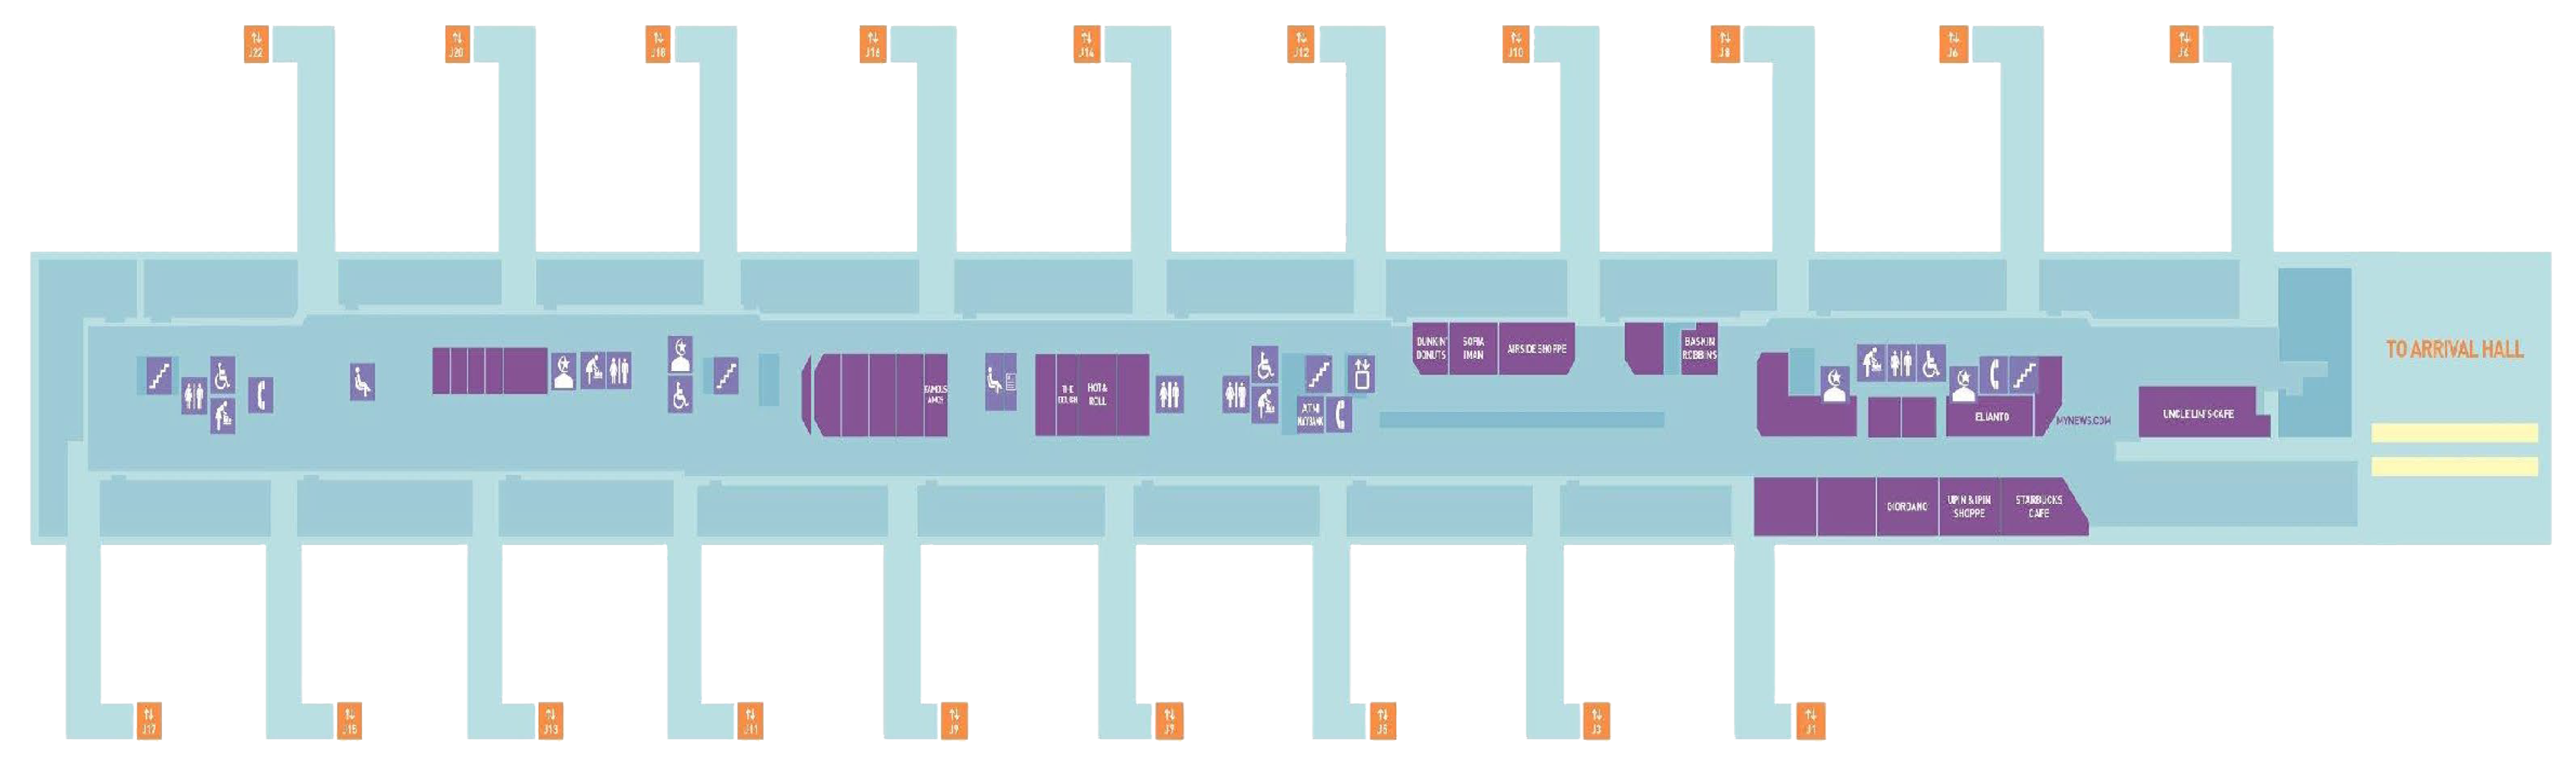 J22
J20
J18
J16
J14
J12
J10
J8
J6
J4
DUNKIN'
DONUTS
SOFIA
IMAN
AIRSIDE SHOPPE
BASKIN
ROBBINS
TO ARRIVAL HALL
FAMOUS
AMOS
THE
HOT &
ROLL
ATM
MAYBANK
ELIANTO
MYNEWS.COM
UNCLE LIM'S CAFE
GIORDANO
UPIN & IPIN
SHOPPE
STARBUCKS
CAFE
J17
J15
J13
J11
J9
J7
J5
J3
J1